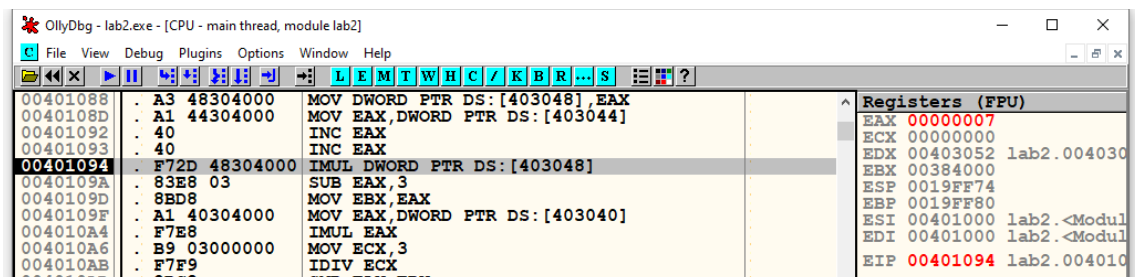 OllyDbg - lab2.exe - [CPU - main thread, module lab2]
C File View Debug Plugins Options Window Help
L E M T W H C / K B R ... S ?
00401088 . A3 48304000 MOV DWORD PTR DS:[403048],EAX
0040108D . A1 44304000 MOV EAX,DWORD PTR DS:[403044]
00401092 . 40 INC EAX
00401093 . 40 INC EAX
00401094 . F72D 48304000 IMUL DWORD PTR DS:[403048]
0040109A . 83E8 03 SUB EAX,3
0040109D . 8BD8 MOV EBX,EAX
0040109F . A1 40304000 MOV EAX,DWORD PTR DS:[403040]
004010A4 . F7E8 IMUL EAX
004010A6 . B9 03000000 MOV ECX,3
004010AB . F7F9 IDIV ECX
Registers (FPU)
EAX 00000007
ECX 00000000
EDX 00403052 lab2.004030
EBX 00384000
ESP 0019FF74
EBP 0019FF80
ESI 00401000 lab2.<Modul
EDI 00401000 lab2.<Modul
EIP 00401094 lab2.004010